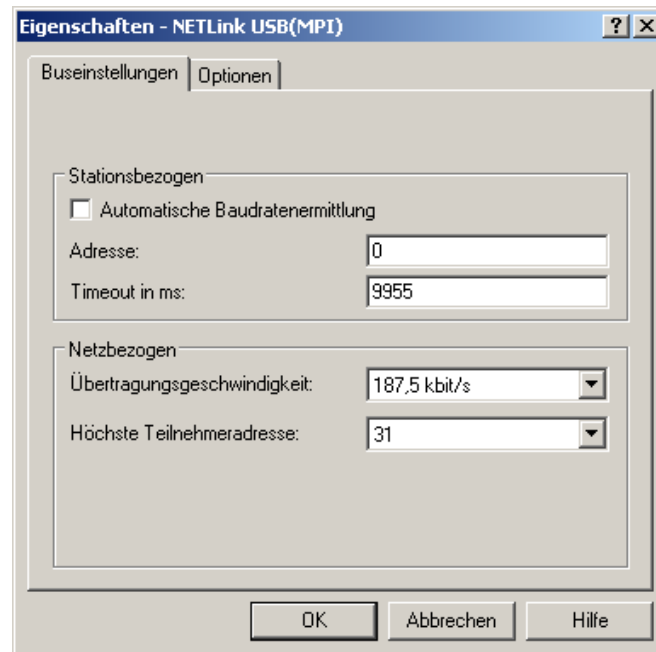 Eigenschaften - NETLink USB(MPI)
Buseinstellungen
Optionen
Stationsbezogen
Automatische Baudratenermittlung
Adresse: 0
Timeout in ms: 9955
Netzbezogen
Übertragungsgeschwindigkeit: 187,5 kbit/s
Höchste Teilnehmeradresse: 31
OK Abbrechen Hilfe